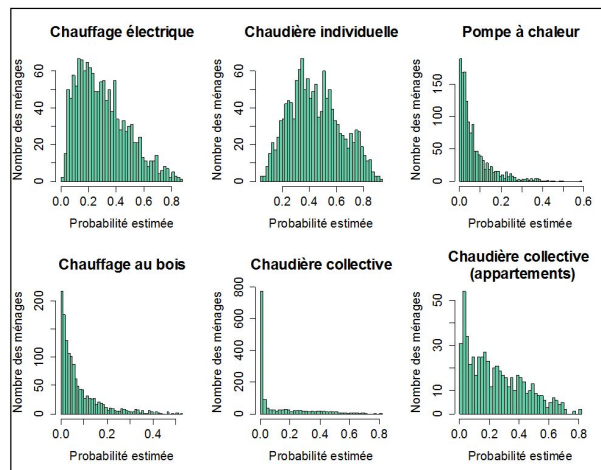 Chauffage électrique
Nombre des ménages
0 20 40 60
0.0 0.2 0.4 0.6 0.8
Probabilité estimée
Chaudière individuelle
Nombre des ménages
0 20 40 60
0.2 0.4 0.6 0.8
Probabilité estimée
Pompe à chaleur
Nombre des ménages
0 50 100 150
0.0 0.2 0.4 0.6
Probabilité estimée
Chauffage au bois
Nombre des ménages
0 50 100 150 200
0.0 0.2 0.4
Probabilité estimée
Chaudière collective
Nombre des ménages
0 200 400 600 800
0.0 0.2 0.4 0.6 0.8
Probabilité estimée
Chaudière collective
(appartements)
Nombre des ménages
0 10 20 30 40 50
0.0 0.2 0.4 0.6 0.8
Probabilité estimée